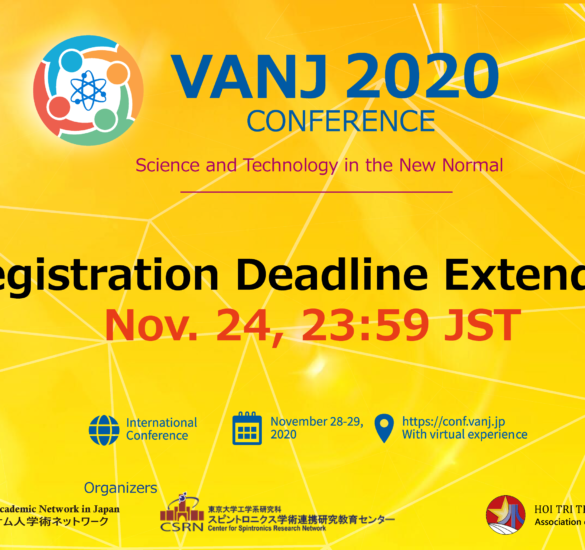 VANJ 2020
CONFERENCE
Science and Technology in the New Normal
egistration Deadline Extend
Nov. 24, 23:59 JST
International
Conference
November 28-29,
2020
https://conf.vanj.jp
With virtual experience
Organizers
cademic Network in Japan
ナム人学術ネットワーク
CSRN
東京大学工学系研究科
スピントロニクス学術連携研究教育センター
Center for Spintronics Research Network
HOI TRI T
Association